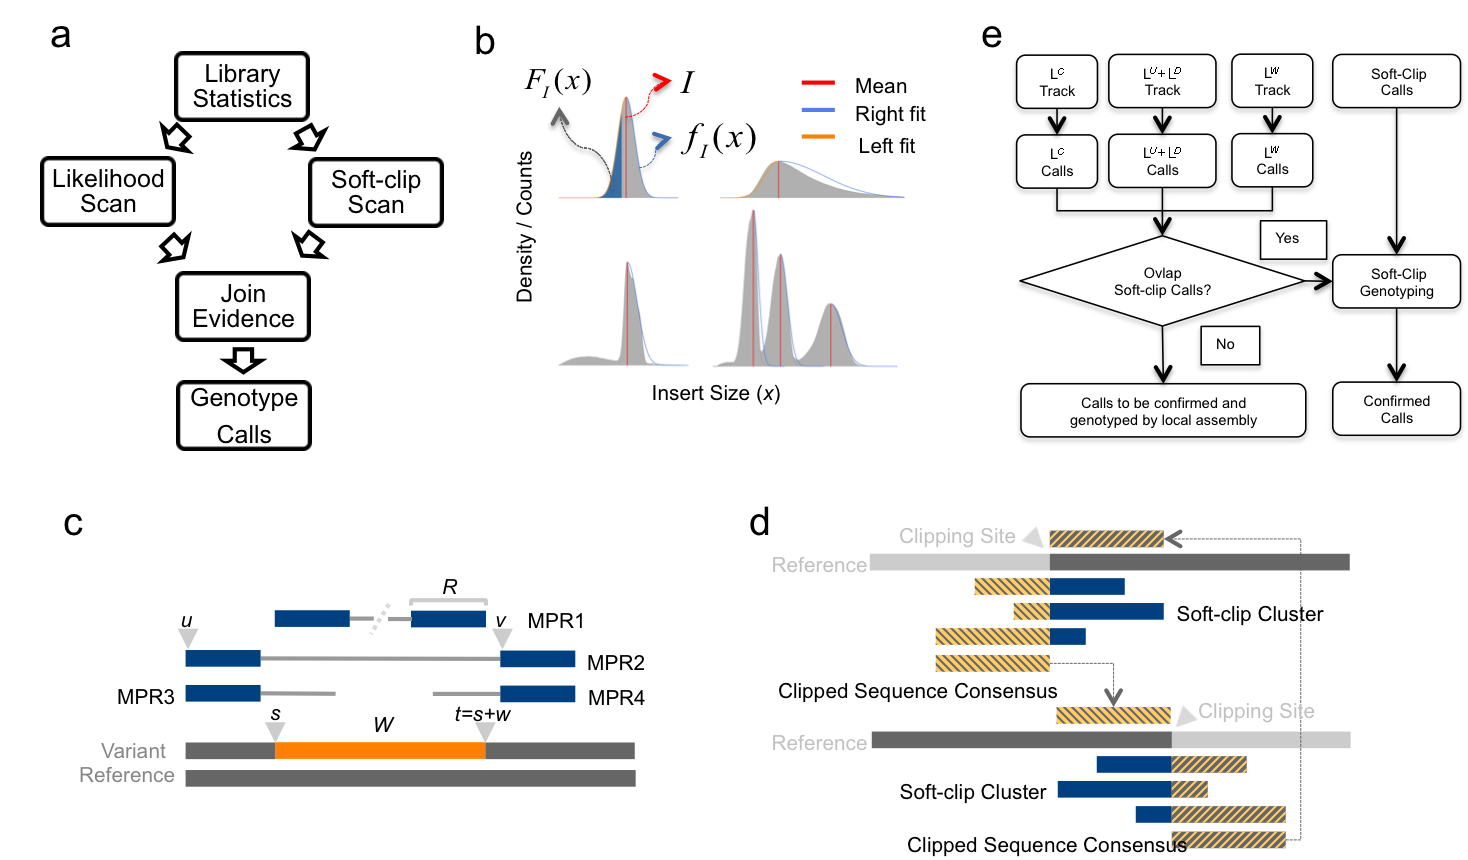 a
Library
Statistics
Likelihood
Scan
Soft-clip
Scan
Join
Evidence
Genotype
Calls
b
F_I(x)
I
f_I(x)
Mean
Right fit
Left fit
Density / Counts
Insert Size (x)
e
L^C
Track
L^U+L^D
Track
L^W
Track
Soft-Clip
Calls
L^C
Calls
L^U+L^D
Calls
L^W
Calls
Yes
Ovlap
Soft-clip Calls?
Soft-Clip
Genotyping
No
Calls to be confirmed and
genotyped by local assembly
Confirmed
Calls
c
R
u
v
MPR1
MPR2
MPR3
MPR4
s
W
t=s+w
Variant
Reference
d
Clipping Site
Reference
Soft-clip Cluster
Clipped Sequence Consensus
Clipping Site
Reference
Soft-clip Cluster
Clipped Sequence Consensus